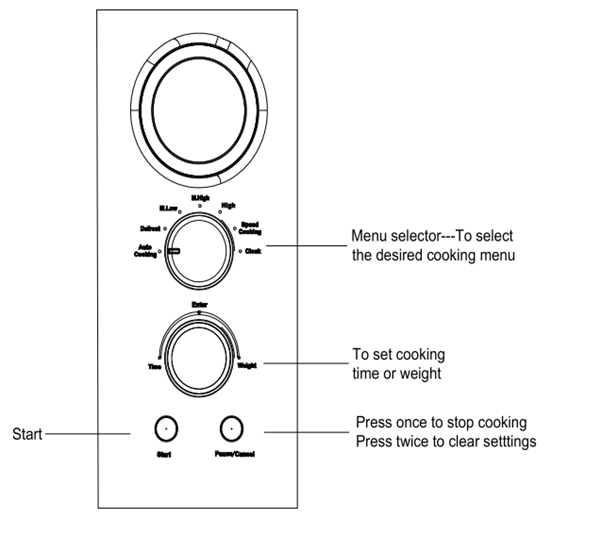 M.High
M.Low
High
Defrost
Speed
Cooking
Auto
Cooking
Clock
Menu selector---To select
the desired cooking menu
Enter
Time
Weight
To set cooking
time or weight
Start
Start
Pause/Cancel
Press once to stop cooking
Press twice to clear setttings